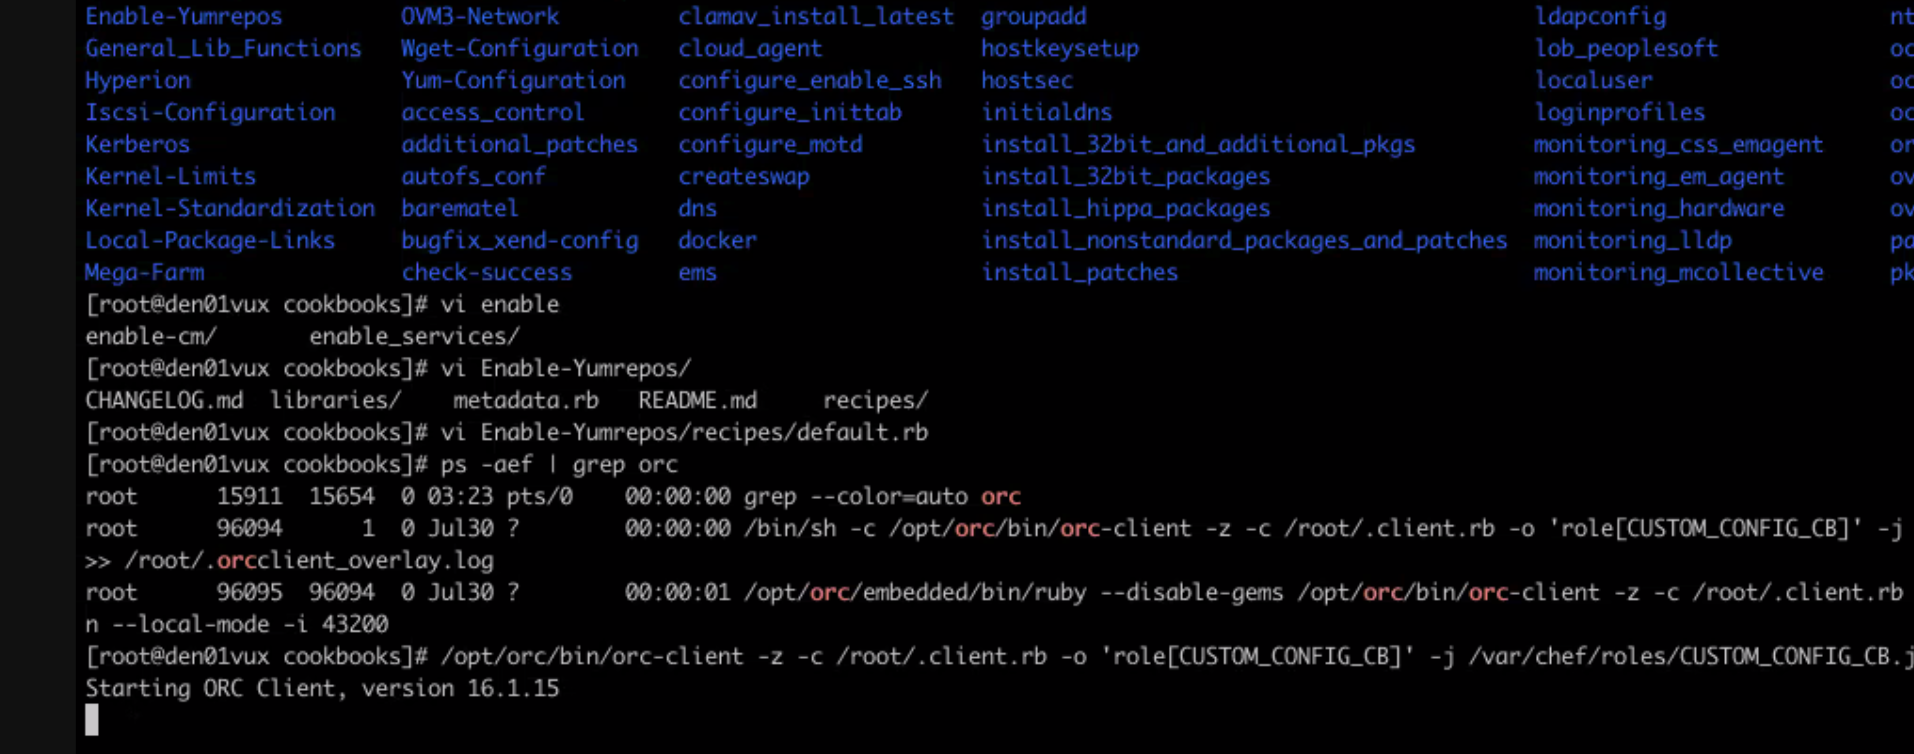 Enable-Yumrepos OVM3-Network clamav_install_latest groupadd ldapconfig nt
General_Lib_Functions Wget-Configuration cloud_agent hostkeysetup lob_peoplesoft oc
Hyperion Yum-Configuration configure_enable_ssh hostsec localuser oc
Iscsi-Configuration access_control configure_inittab initialdns loginprofiles oc
Kerberos additional_patches configure_motd install_32bit_and_additional_pkgs monitoring_css_emagent or
Kernel-Limits autofs_conf createswap install_32bit_packages monitoring_em_agent ov
Kernel-Standardization barematel dns install_hippa_packages monitoring_hardware ov
Local-Package-Links bugfix_xend-config docker install_nonstandard_packages_and_patches monitoring_lldp pa
Mega-Farm check-success ems install_patches monitoring_mcollective pk
[root@den01vux cookbooks]# vi enable
enable-cm/ enable_services/
[root@den01vux cookbooks]# vi Enable-Yumrepos/
CHANGELOG.md libraries/ metadata.rb README.md recipes/
[root@den01vux cookbooks]# vi Enable-Yumrepos/recipes/default.rb
[root@den01vux cookbooks]# ps -aef | grep orc
root 15911 15654 0 03:23 pts/0 00:00:00 grep --color=auto orc
root 96094 1 0 Jul30 ? 00:00:00 /bin/sh -c /opt/orc/bin/orc-client -z -c /root/.client.rb -o 'role[CUSTOM_CONFIG_CB]' -j
>> /root/.orcclient_overlay.log
root 96095 96094 0 Jul30 ? 00:00:01 /opt/orc/embedded/bin/ruby --disable-gems /opt/orc/bin/orc-client -z -c /root/.client.rb
n --local-mode -i 43200
[root@den01vux cookbooks]# /opt/orc/bin/orc-client -z -c /root/.client.rb -o 'role[CUSTOM_CONFIG_CB]' -j /var/chef/roles/CUSTOM_CONFIG_CB.j
Starting ORC Client, version 16.1.15